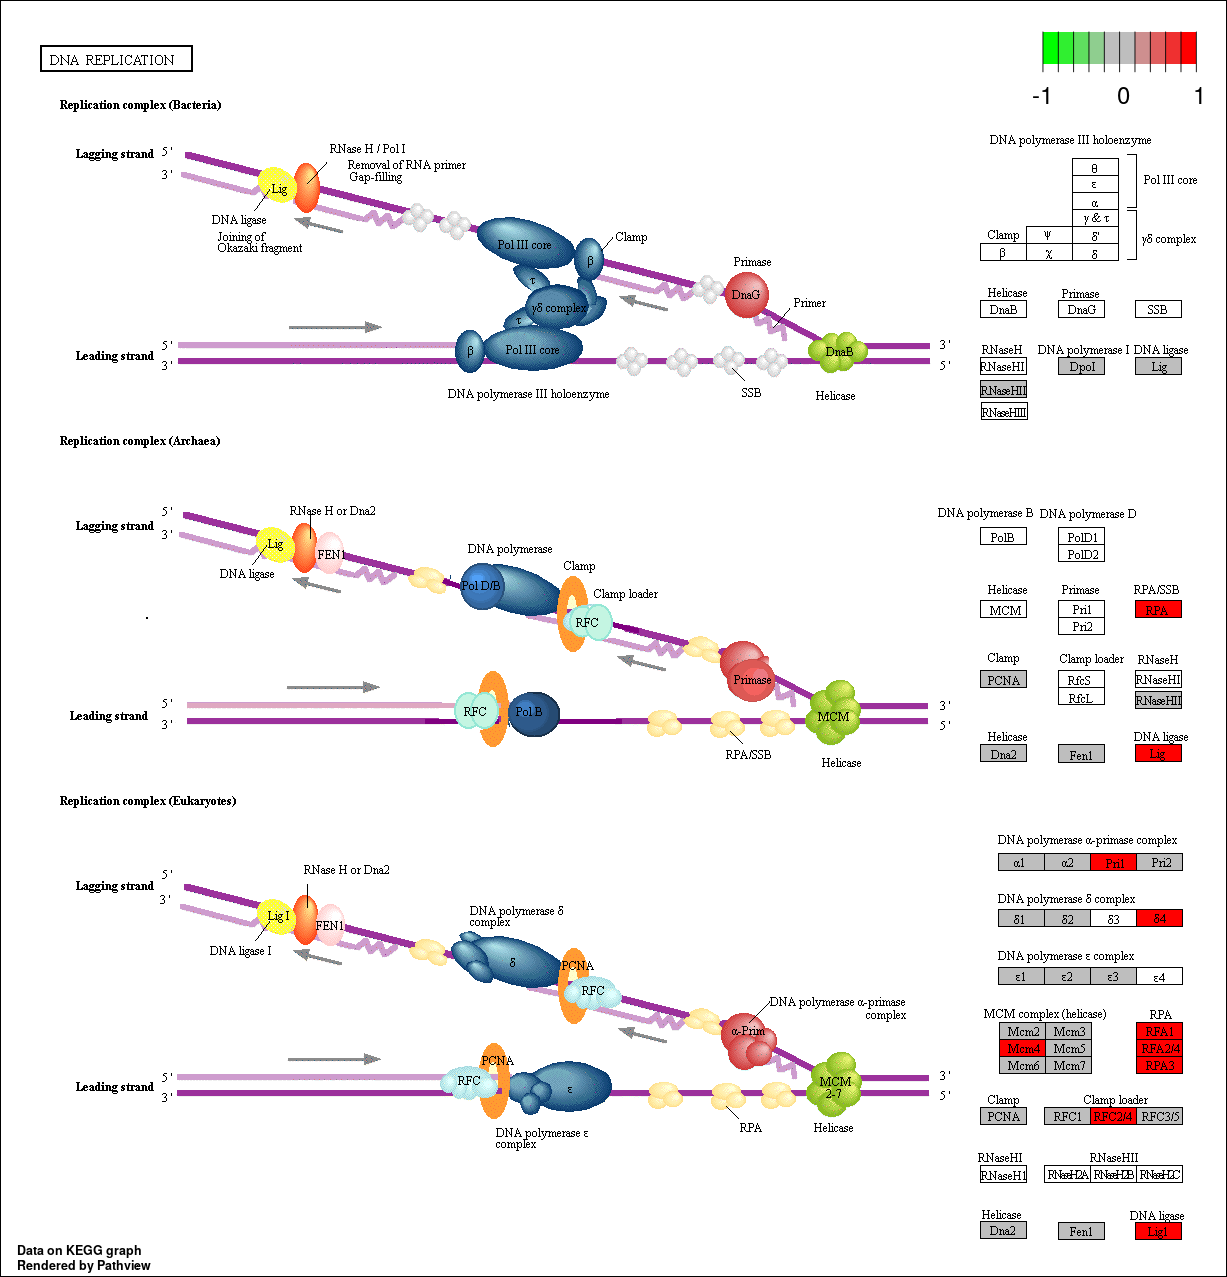 DNA REPLICATION
-1 0 1
Replication complex (Bacteria)
Lagging strand 5'
3'
RNase H / Pol I
Removal of RNA primer
Gap-filling
Lig
DNA ligase
Joining of
Okazaki fragment
Pol III core
Clamp
β
τ
γδ complex
τ
Primase
DnaG
Primer
Leading strand 5'
3'
β
Pol III core
DnaB
3'
5'
DNA polymerase III holoenzyme
SSB
Helicase
DNA polymerase III holoenzyme
θ
ε
α
Pol III core
γ & τ
Clamp ψ δ'
β χ δ
γδ complex
Helicase Primase
DnaB DnaG SSB
RNaseH DNA polymerase I DNA ligase
RNaseHI DpoI Lig
RNaseHII
RNaseHIII
Replication complex (Archaea)
Lagging strand 5'
3'
RNase H or Dna2
Lig
FEN1
DNA ligase
DNA polymerase
Pol D/B
Clamp
Clamp loader
RFC
Primase
Leading strand
RFC
Pol B
MCM
3'
5'
RPA/SSB
Helicase
DNA polymerase B DNA polymerase D
PolB PolD1
PolD2
Helicase Primase RPA/SSB
MCM Pri1 RPA
Pri2
Clamp Clamp loader RNaseH
PCNA RfcS RNaseHI
RfcL RNaseHII
Helicase DNA ligase
Dna2 Fen1 Lig
Replication complex (Eukaryotes)
Lagging strand 5'
3'
RNase H or Dna2
Lig I
FEN1
DNA ligase I
DNA polymerase δ
complex
δ
PCNA
RFC
DNA polymerase α-primase
complex
α-Prim
Leading strand 5'
3'
PCNA
RFC
ε
MCM
2-7
3'
5'
DNA polymerase ε
complex
RPA
Helicase
DNA polymerase α-primase complex
α1 α2 Pri1 Pri2
DNA polymerase δ complex
δ1 δ2 δ3 δ4
DNA polymerase ε complex
ε1 ε2 ε3 ε4
MCM complex (helicase) RPA
Mcm2 Mcm3 RFA1
Mcm4 Mcm5 RFA2/4
Mcm6 Mcm7 RPA3
Clamp Clamp loader
PCNA RFC1 RFC2/4 RFC3/5
RNaseHI RNaseHII
RNaseH1 RNaseH2A RNaseH2B RNaseH2C
Helicase DNA ligase
Dna2 Fen1 Lig1
Data on KEGG graph
Rendered by Pathview